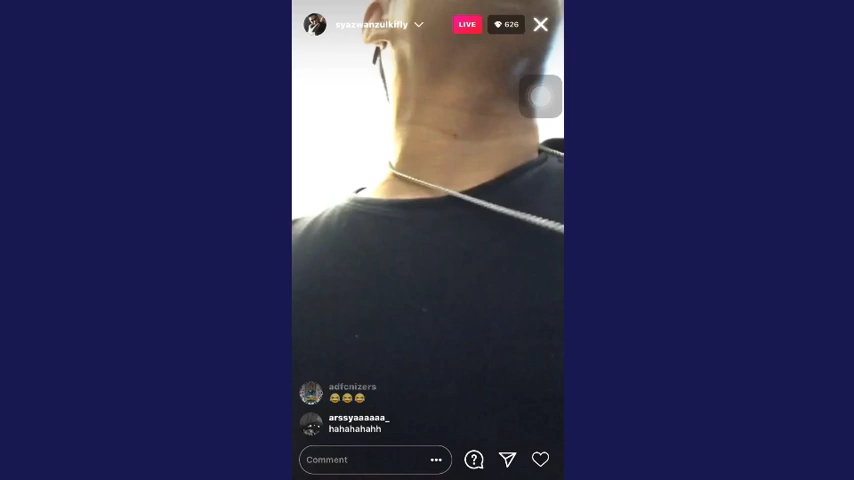 syazwanzulkifly
LIVE
626
adfcnizers
😂😂😂
arssyaaaaaa_
hahahahahh
Comment